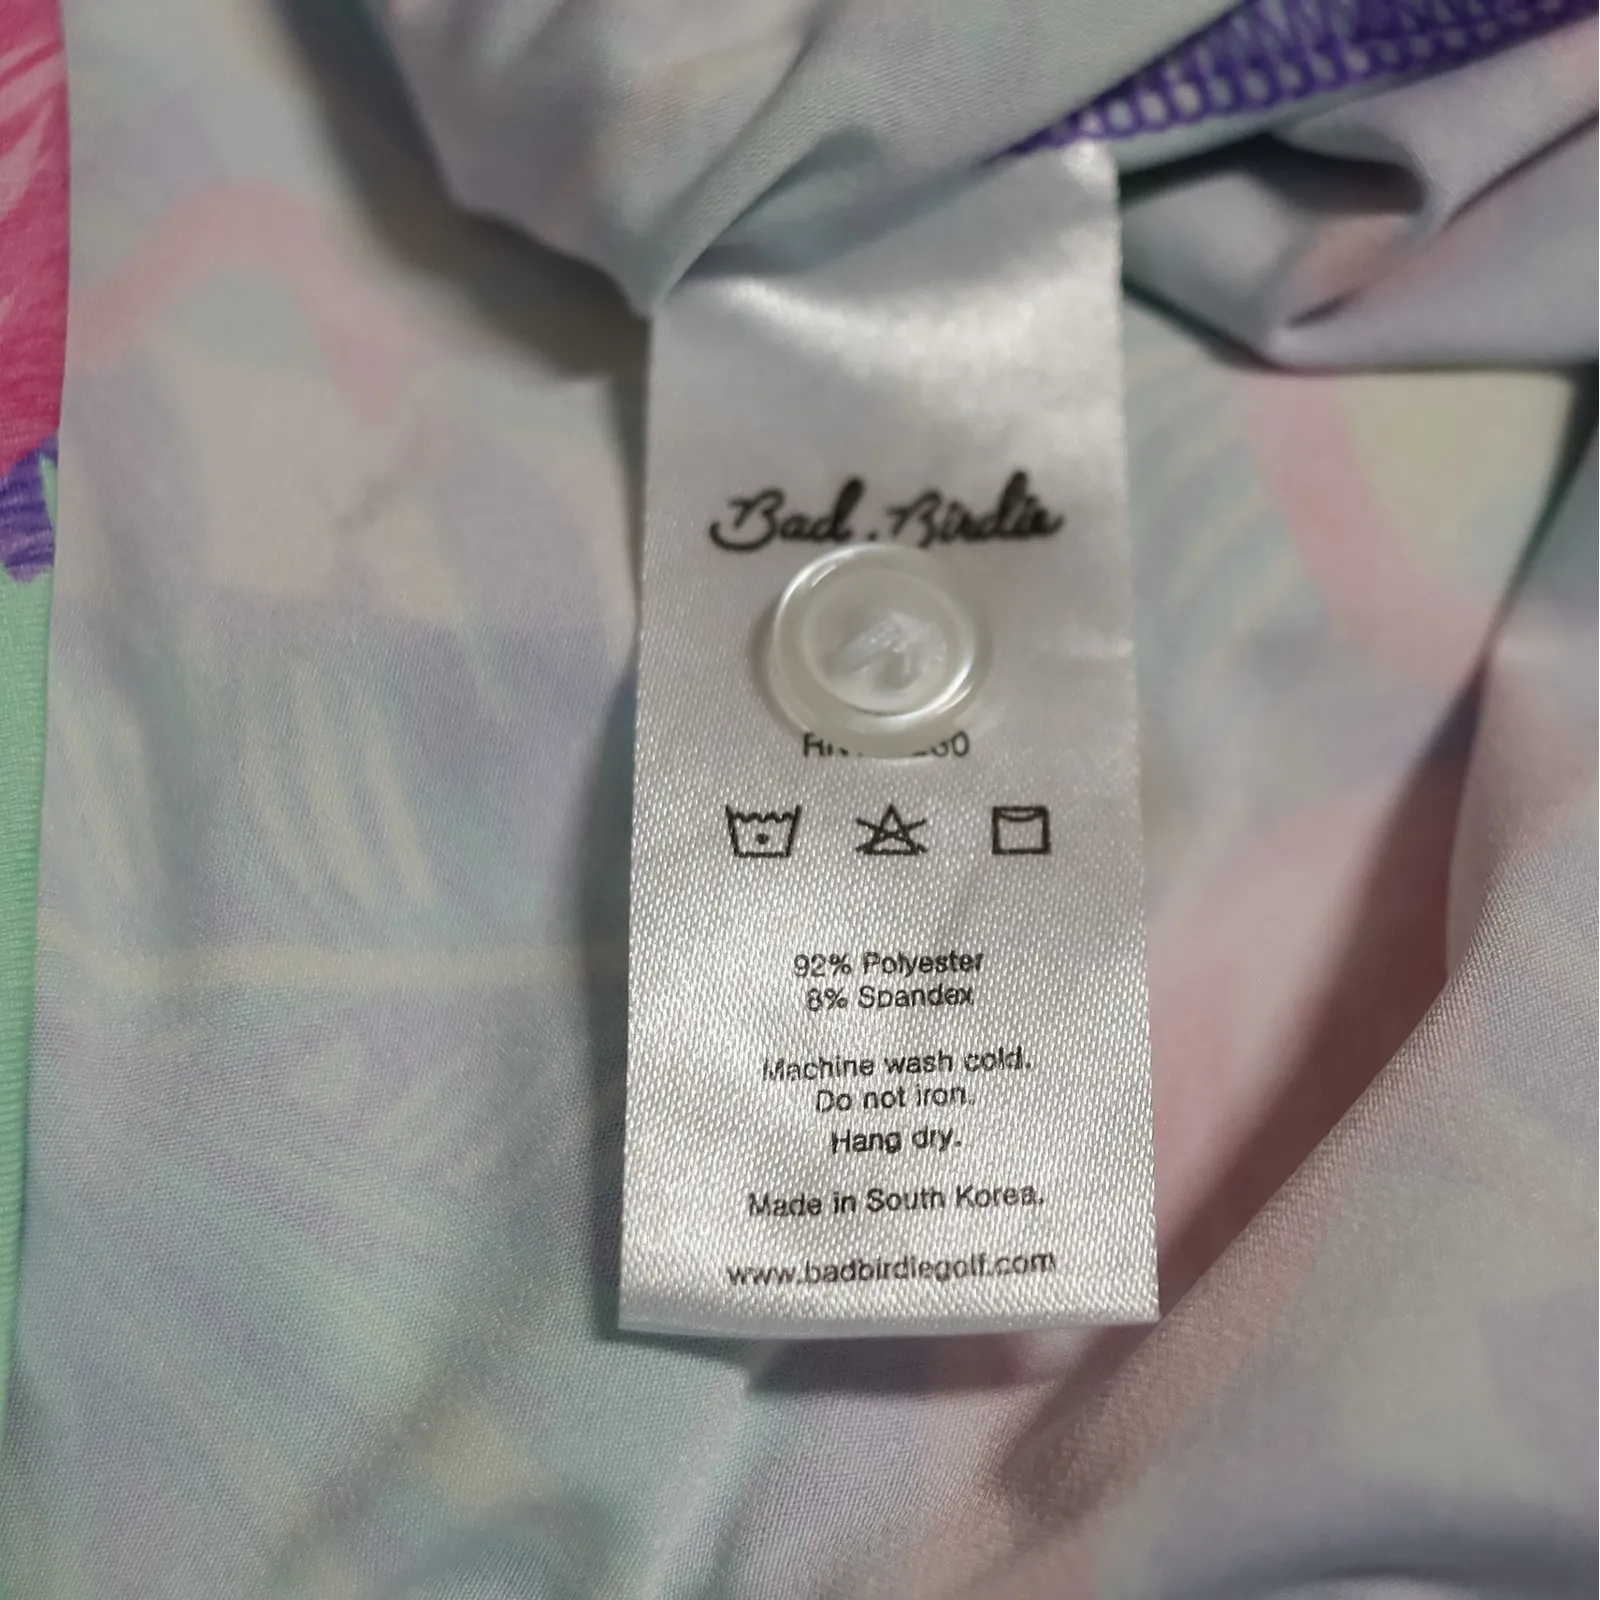 Bad.Birdie
92% Polyester
8% Spandex
Machine wash cold.
Do not iron.
Hang dry.
Made in South Korea.
www.badbirdiegolf.com